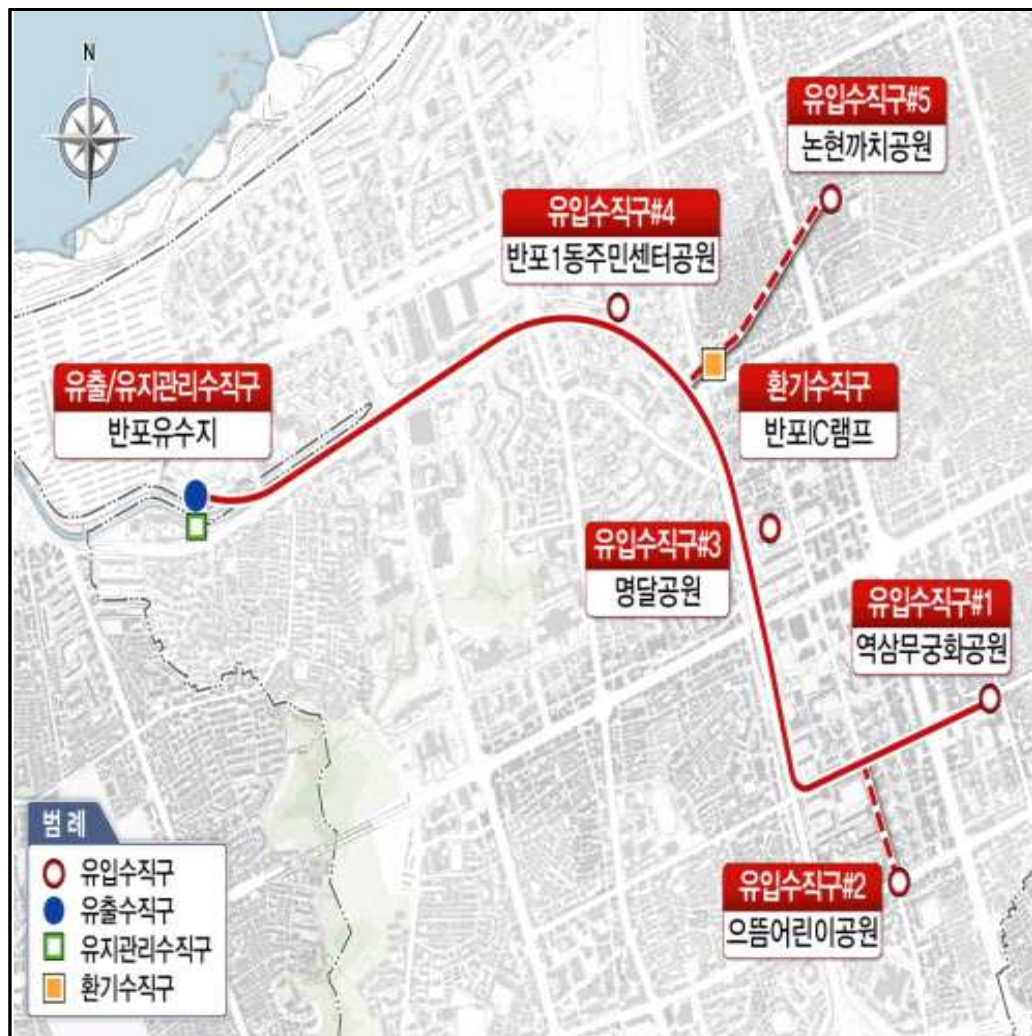 N
유입수직구#5
논현까치공원
유입수직구#4
반포1동주민센터공원
유출/유지관리수직구
반포유수지
환기수직구
반포IC램프
유입수직구#3
명달공원
유입수직구#1
역삼무궁화공원
유입수직구#2
으뜸어린이공원
범 례
유입수직구
유출수직구
유지관리수직구
환기수직구